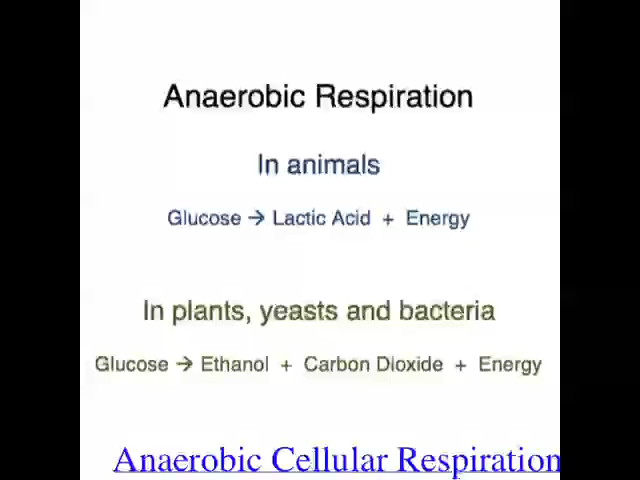 Anaerobic Respiration
In animals
Glucose → Lactic Acid + Energy
In plants, yeasts and bacteria
Glucose → Ethanol + Carbon Dioxide + Energy
Anaerobic Cellular Respiration